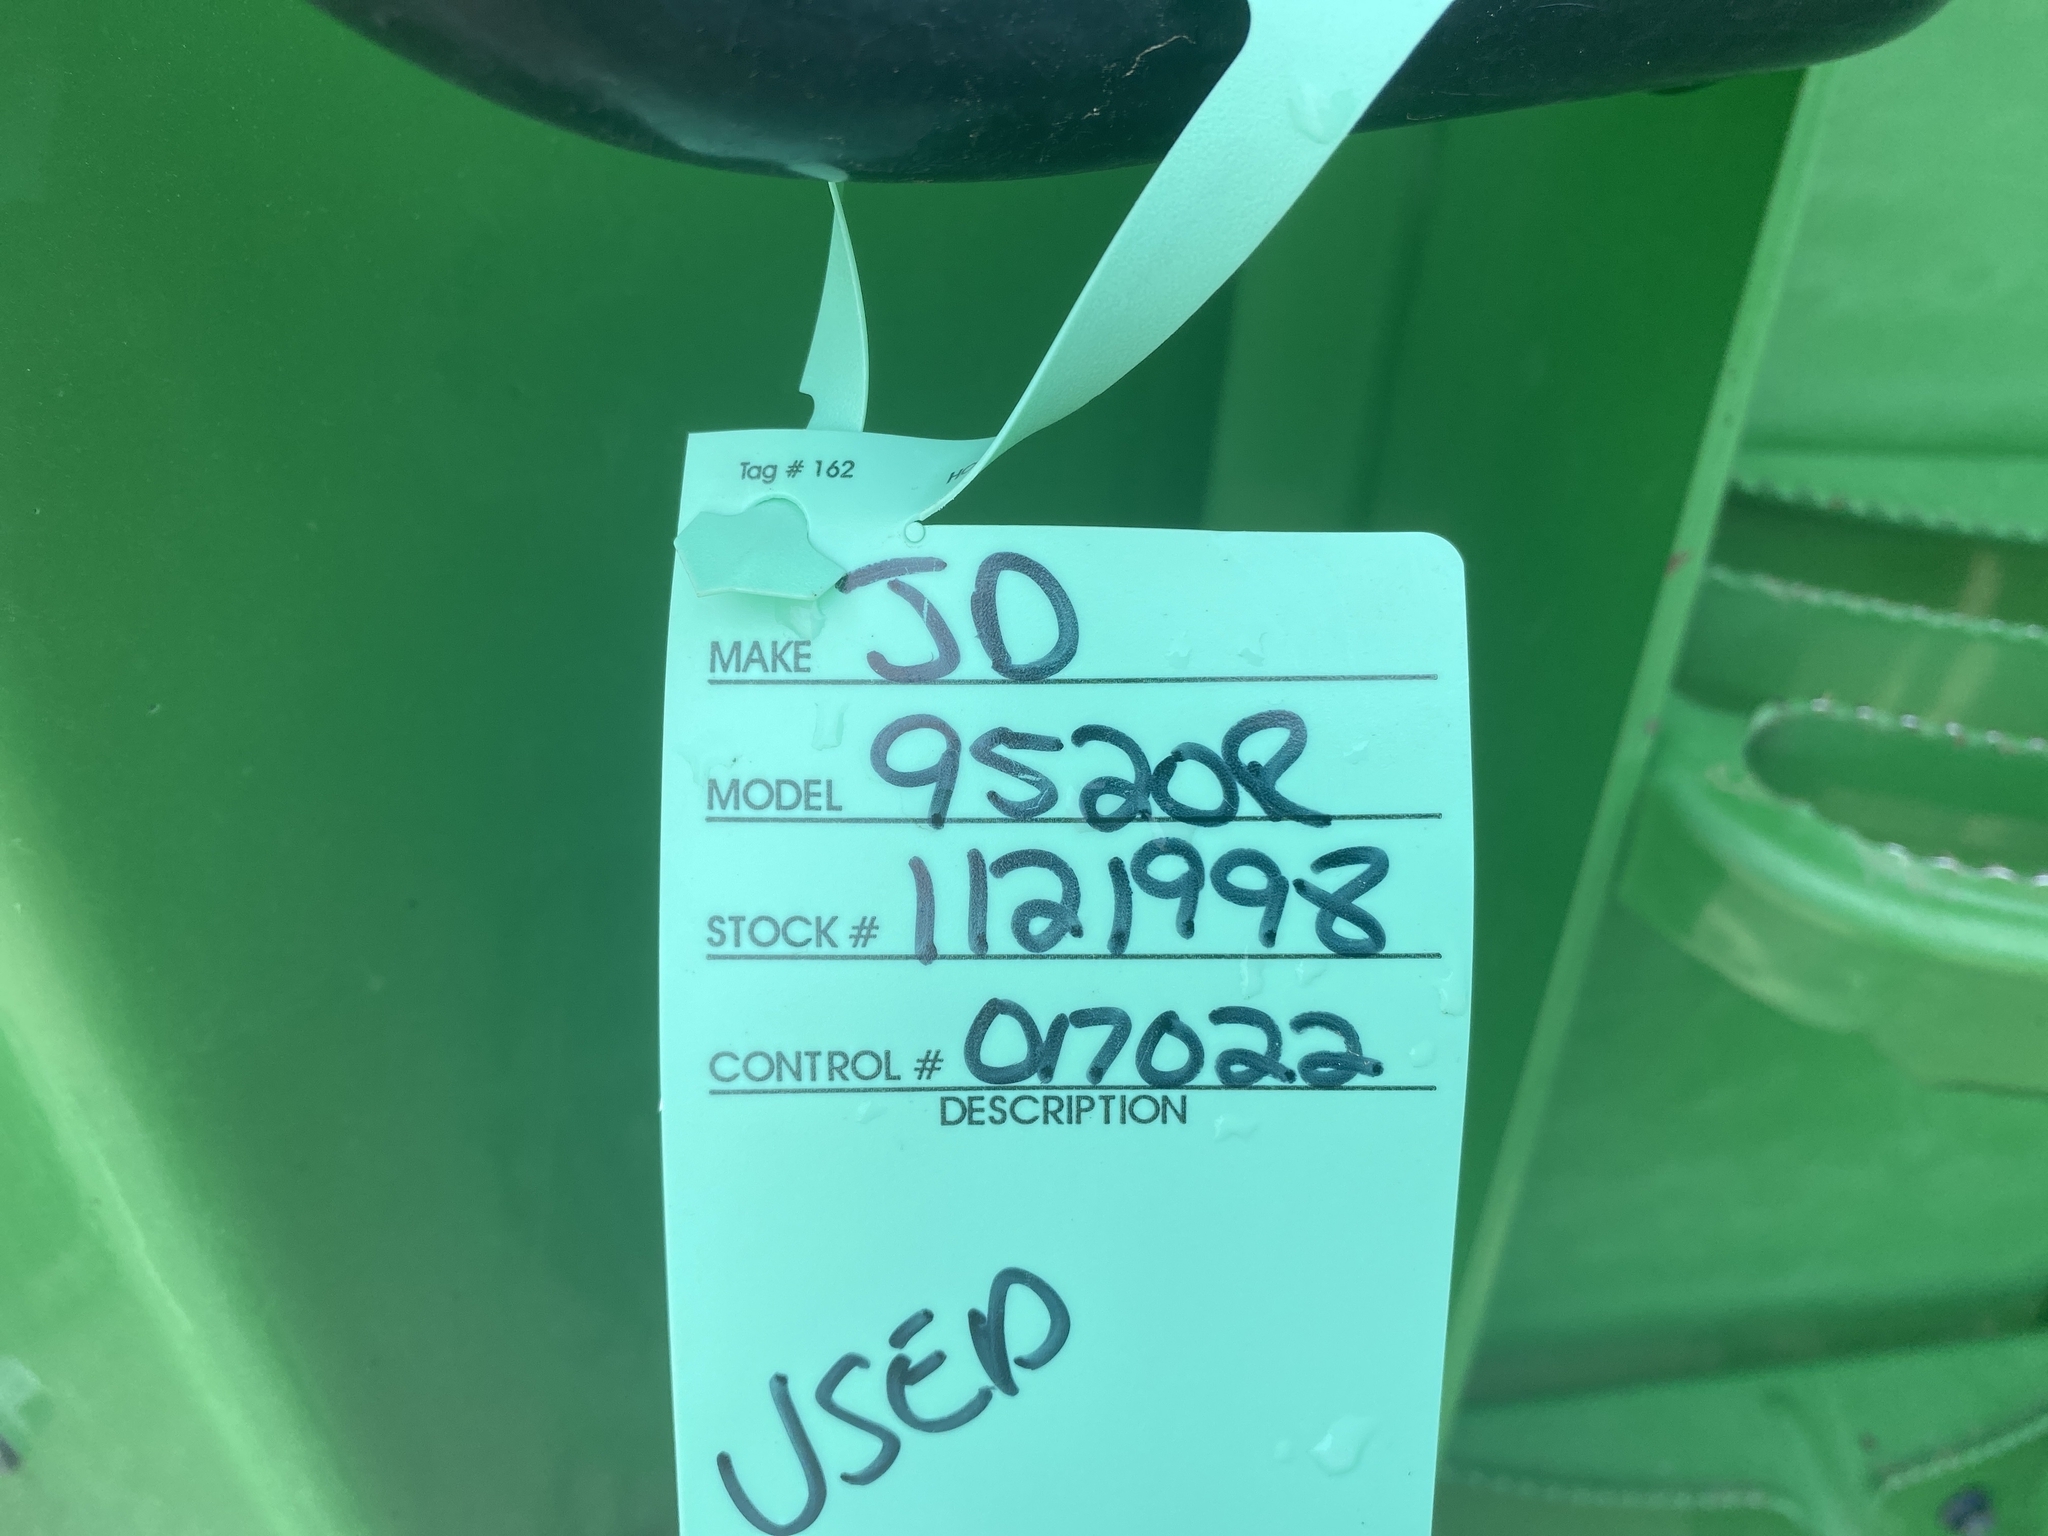 Tag # 162
MAKE JD
MODEL 9520R
STOCK # 1121998
CONTROL # 017022
DESCRIPTION
USED